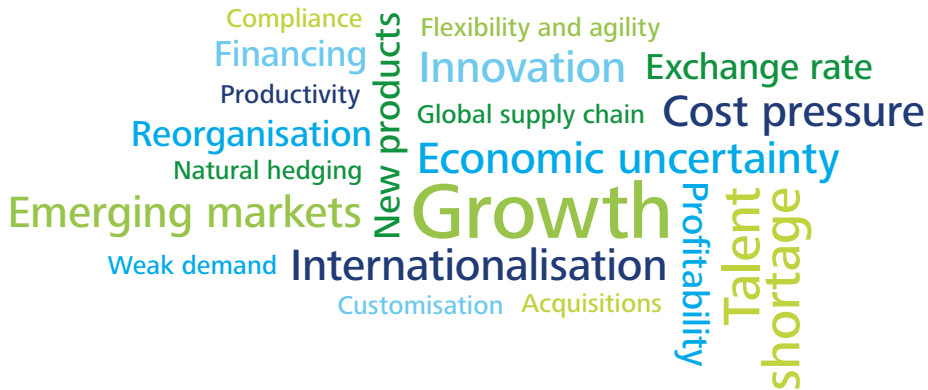 Compliance
Financing
Productivity
Reorganisation
Natural hedging
Emerging markets
Weak demand
New products
Flexibility and agility
Innovation
Exchange rate
Global supply chain
Cost pressure
Economic uncertainty
Growth
Internationalisation
Customisation
Acquisitions
Profitability
Talent
shortage